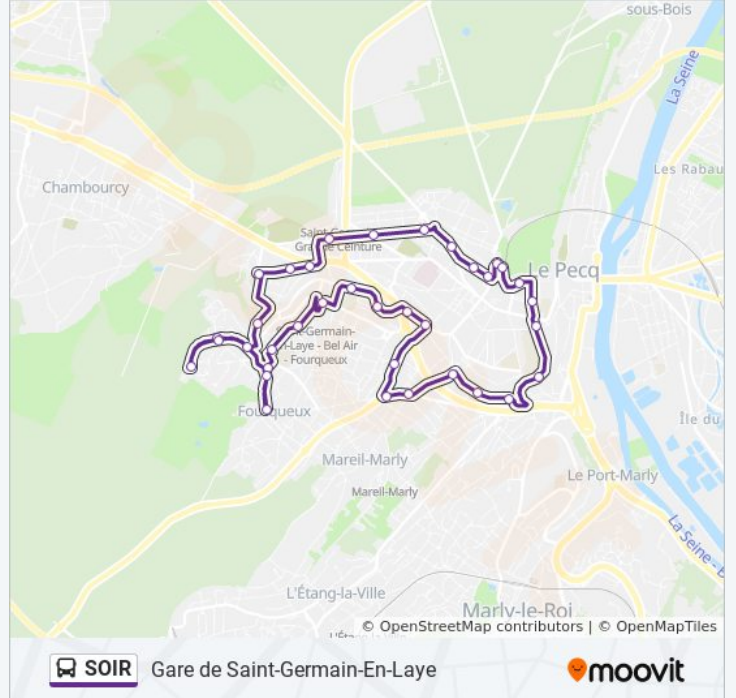 sous-Bois
La Seine
Les Rabau
Chambourcy
Grande Ceinture
Le Pecq
-Germain-
-Laye - Bel Air
- Fourqueux
Fourqueux
Île du
Mareil-Marly
Le Port-Marly
Mareil-Marly
La Seine -
L'Étang-la-Ville
Marly-le-Roi
© OpenStreetMap contributors | © OpenMapTiles
SOIR
Gare de Saint-Germain-En-Laye
moovit